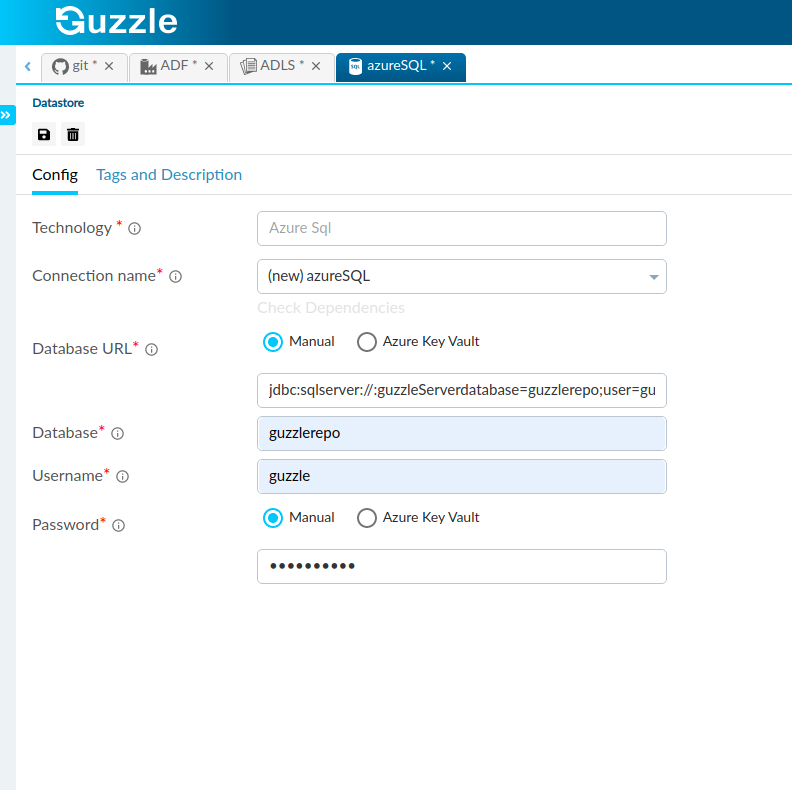 Guzzle
git * ×
ADF * ×
ADLS * ×
azureSQL * ×
Datastore
Config
Tags and Description
Technology *
Azure Sql
Connection name*
(new) azureSQL
Check Dependencies
Database URL*
Manual
Azure Key Vault
jdbc:sqlserver://:guzzleServerdatabase=guzzlerepo;user=gu
Database*
guzzlerepo
Username*
guzzle
Password*
Manual
Azure Key Vault
••••••••••